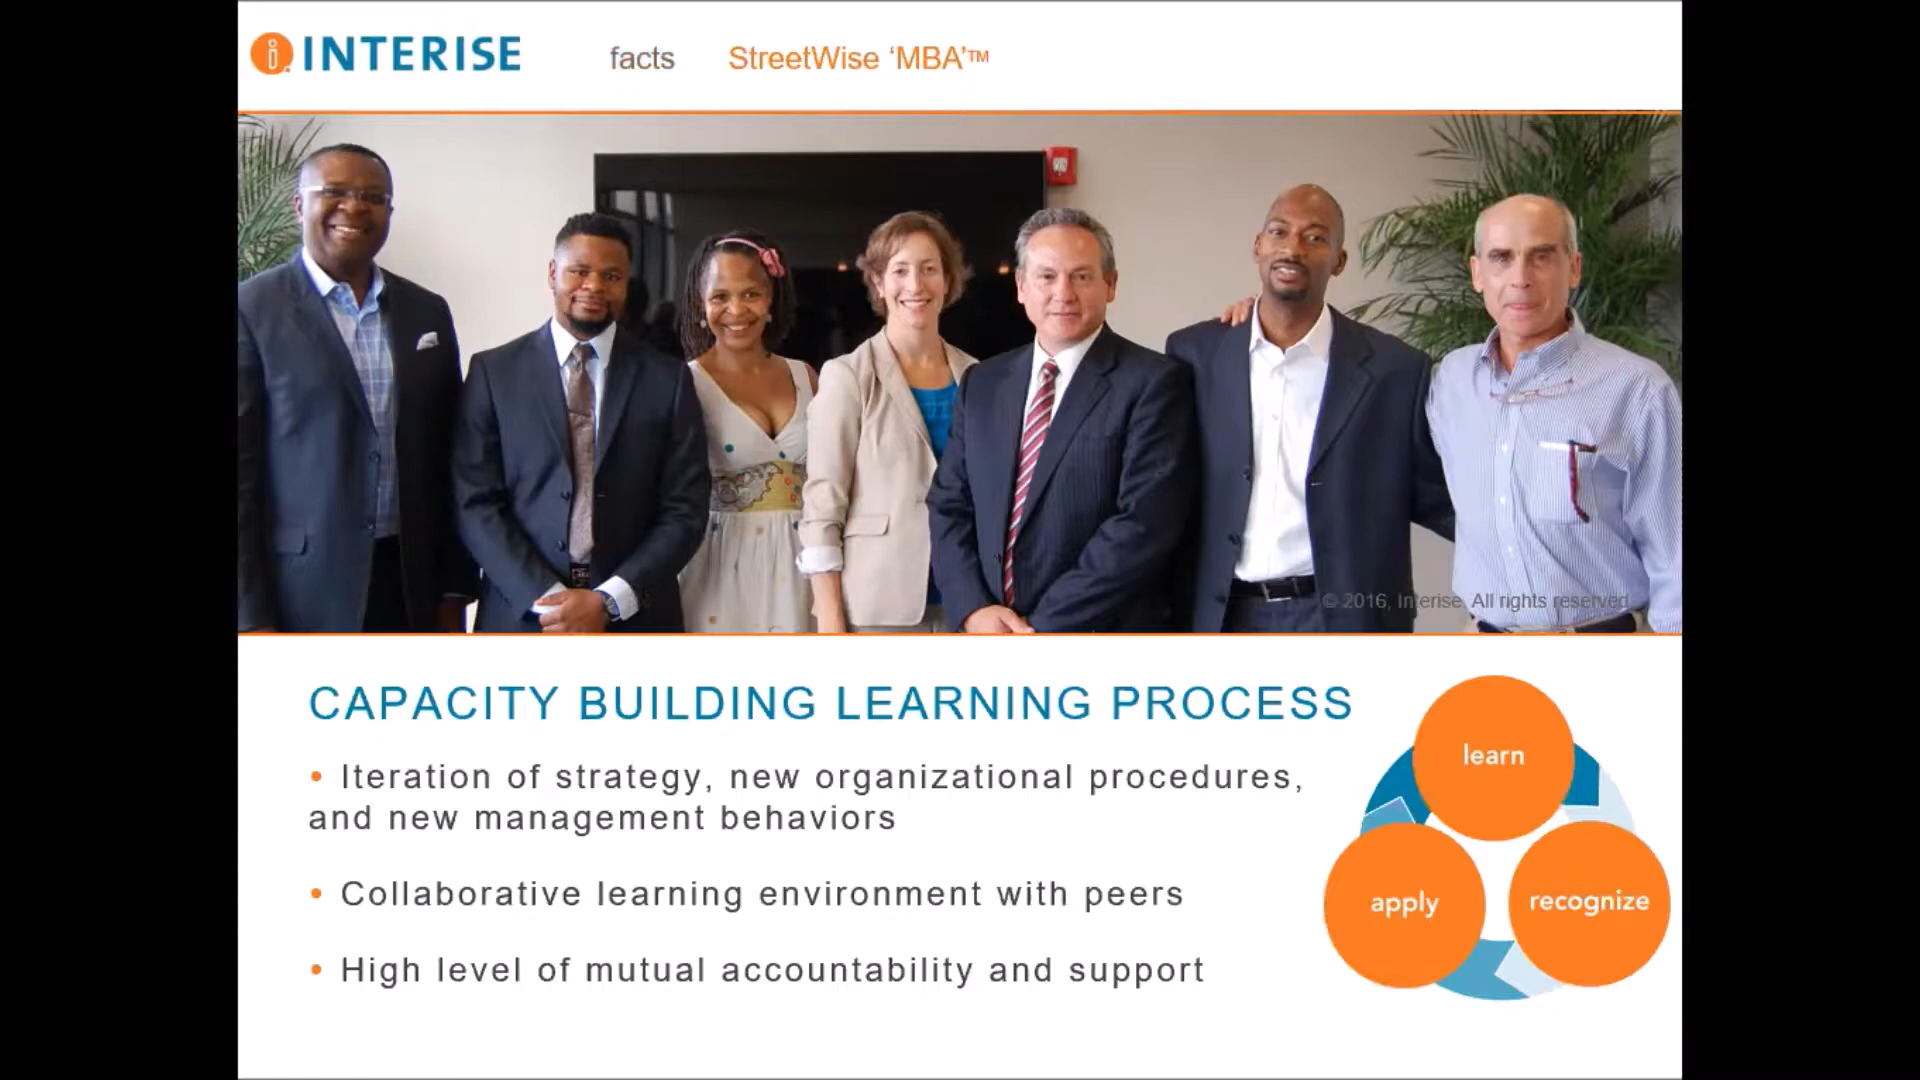 INTERISE facts StreetWise ‘MBA’™
© 2016, Interise. All rights reserved
CAPACITY BUILDING LEARNING PROCESS
• Iteration of strategy, new organizational procedures,
and new management behaviors
• Collaborative learning environment with peers
• High level of mutual accountability and support
learn
apply
recognize